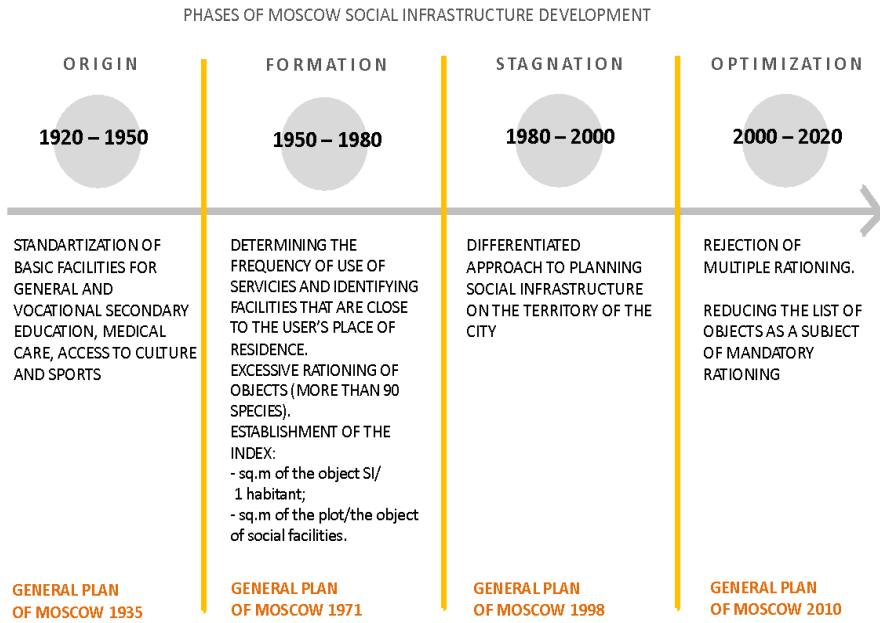 PHASES OF MOSCOW SOCIAL INFRASTRUCTURE DEVELOPMENT
ORIGIN
1920 – 1950
STANDARTIZATION OF
BASIC FACILITIES FOR
GENERAL AND
VOCATIONAL SECONDARY
EDUCATION, MEDICAL
CARE, ACCESS TO CULTURE
AND SPORTS
GENERAL PLAN
OF MOSCOW 1935
FORMATION
1950 – 1980
DETERMINING THE
FREQUENCY OF USE OF
SERVICIES AND IDENTIFYING
FACILITIES THAT ARE CLOSE
TO THE USER'S PLACE OF
RESIDENCE.
EXCESSIVE RATIONING OF
OBJECTS (MORE THAN 90
SPECIES).
ESTABLISHMENT OF THE
INDEX:
- sq.m of the object SI/
1 habitant;
- sq.m of the plot/the object
of social facilities.
GENERAL PLAN
OF MOSCOW 1971
STAGNATION
1980 – 2000
DIFFERENTIATED
APPROACH TO PLANNING
SOCIAL INFRASTRUCTURE
ON THE TERRITORY OF THE
CITY
GENERAL PLAN
OF MOSCOW 1998
OPTIMIZATION
2000 – 2020
REJECTION OF
MULTIPLE RATIONING.
REDUCING THE LIST OF
OBJECTS AS A SUBJECT
OF MANDATORY
RATIONING
GENERAL PLAN
OF MOSCOW 2010